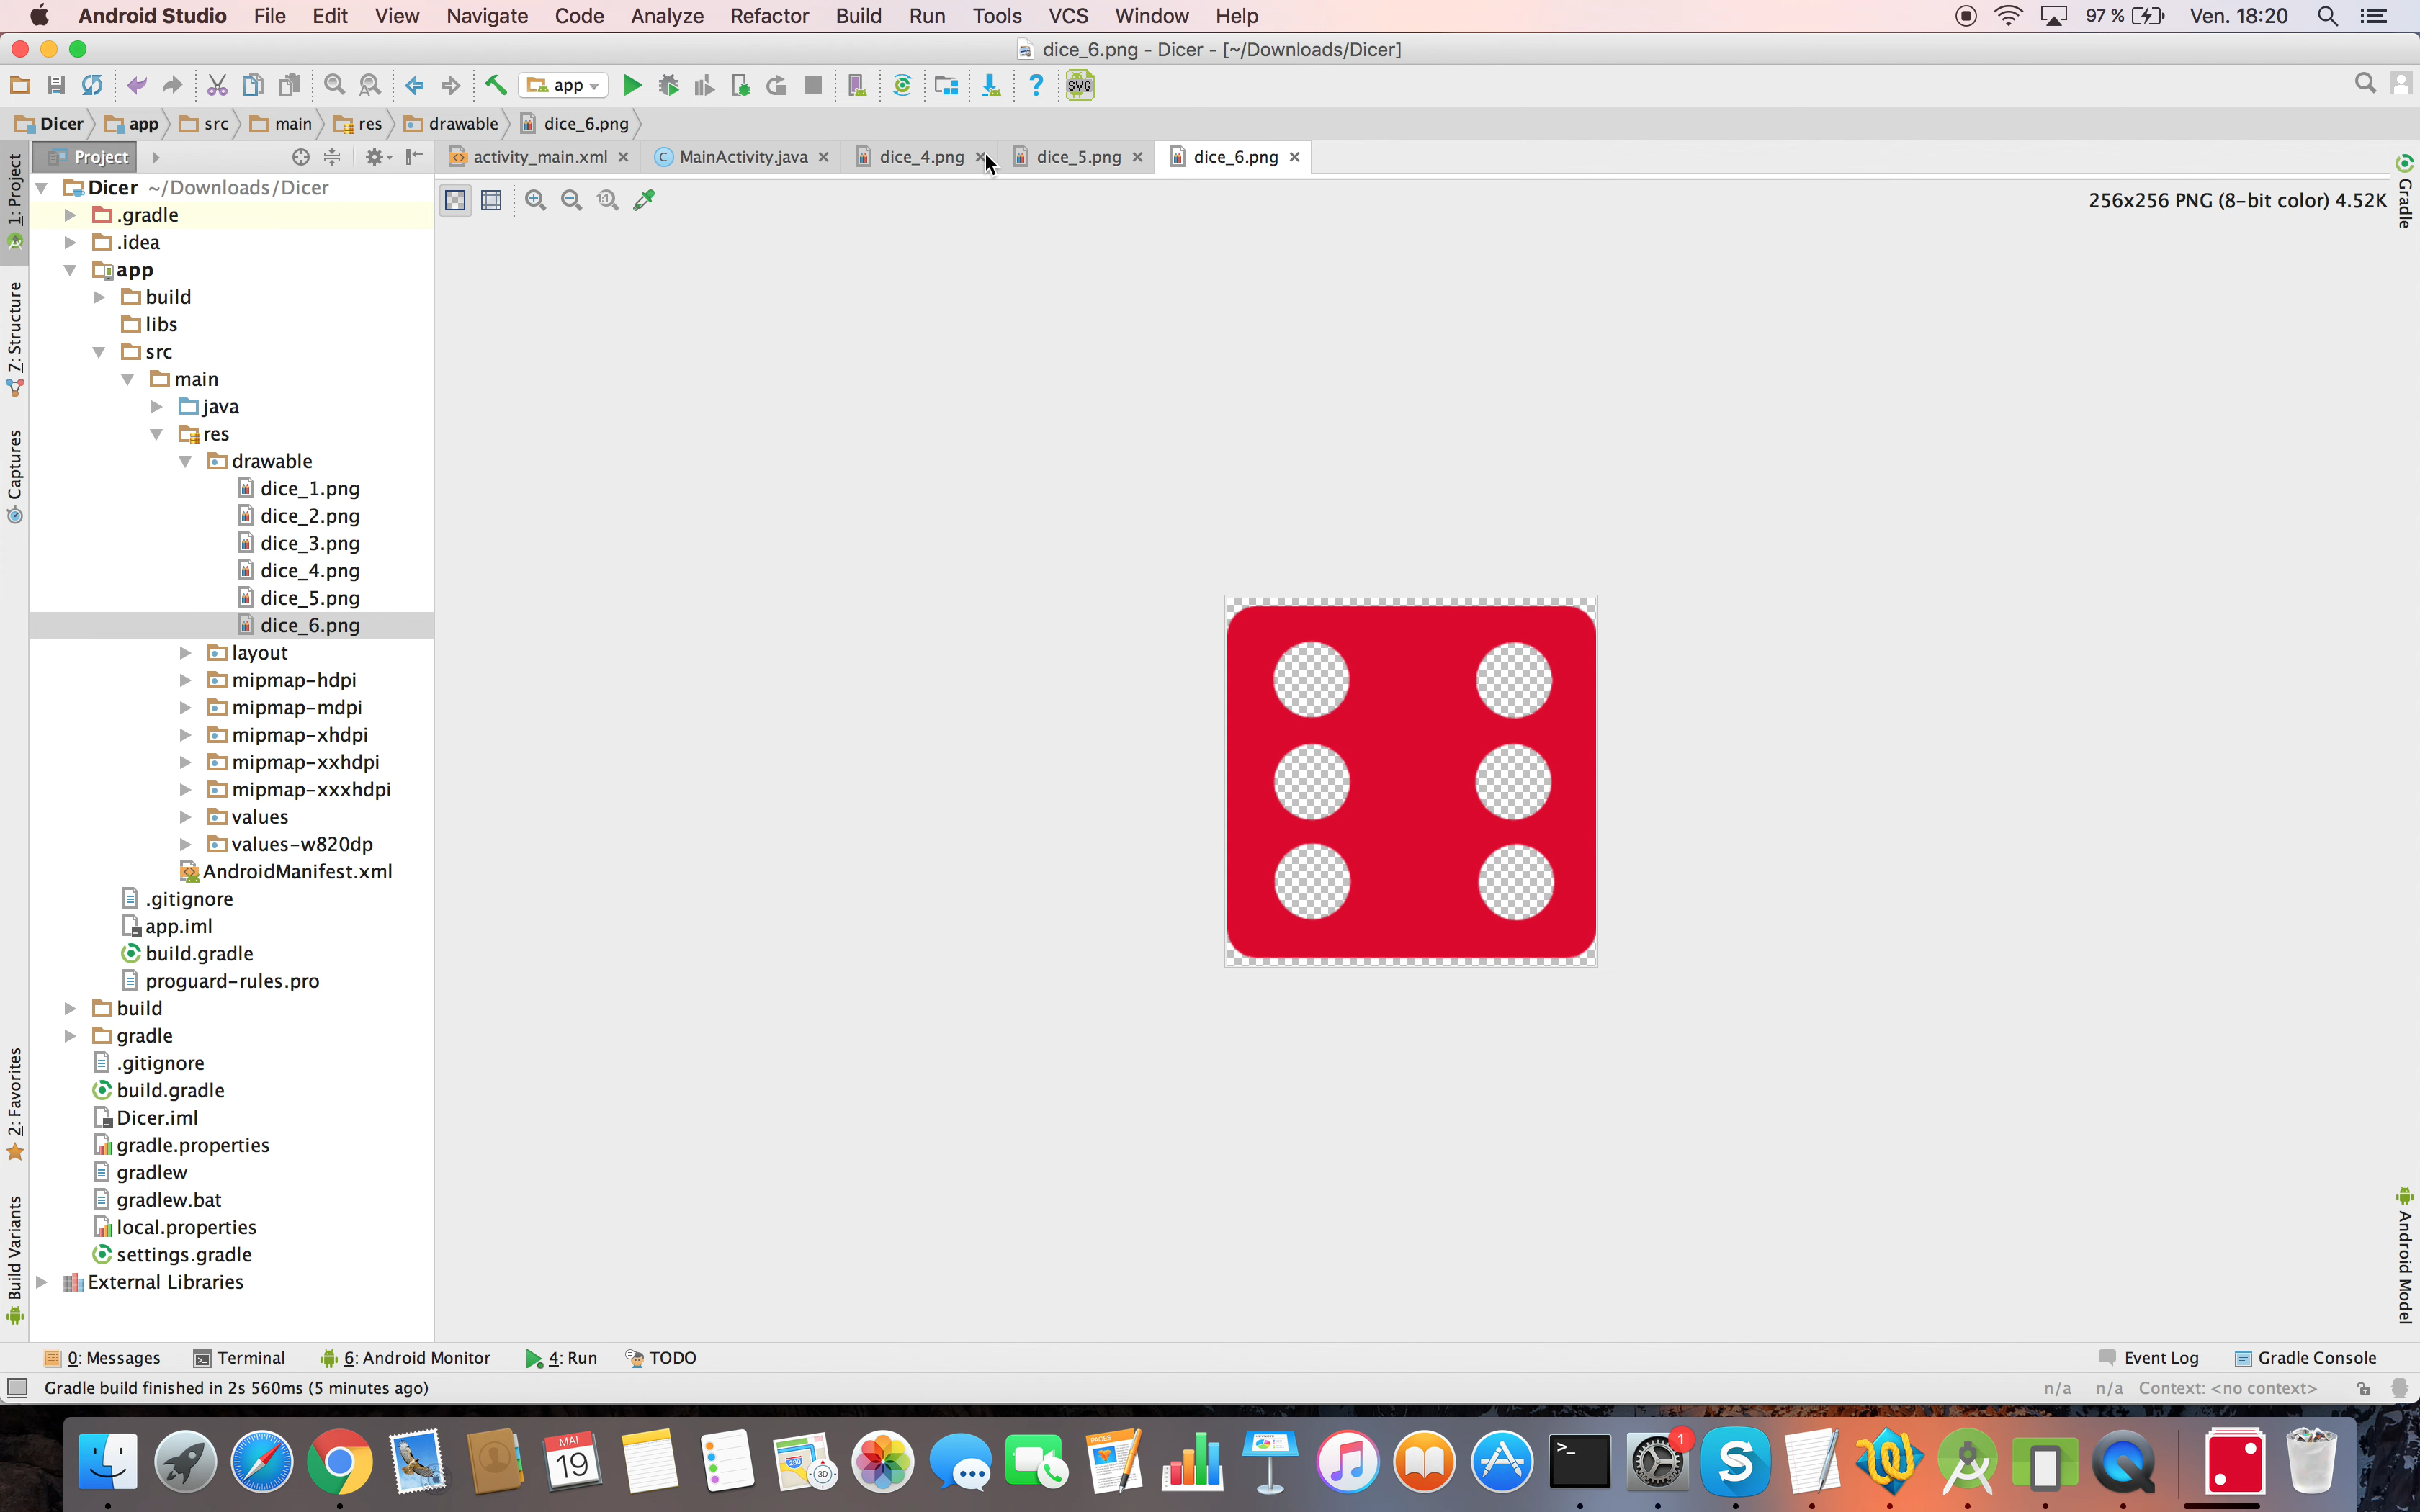 Android Studio File Edit View Navigate Code Analyze Refactor Build Run Tools VCS Window Help 97 % Ven. 18:20
dice_6.png - Dicer - [~/Downloads/Dicer]
app SVG
Dicer app src main res drawable dice_6.png
Project activity_main.xml MainActivity.java dice_4.png dice_5.png dice_6.png
256x256 PNG (8-bit color) 4.52K
1: Project
7: Structure
Captures
2: Favorites
Build Variants
Dicer ~/Downloads/Dicer
.gradle
.idea
app
build
libs
src
main
java
res
drawable
dice_1.png
dice_2.png
dice_3.png
dice_4.png
dice_5.png
dice_6.png
layout
mipmap-hdpi
mipmap-mdpi
mipmap-xhdpi
mipmap-xxhdpi
mipmap-xxxhdpi
values
values-w820dp
AndroidManifest.xml
.gitignore
app.iml
build.gradle
proguard-rules.pro
build
gradle
.gitignore
build.gradle
Dicer.iml
gradle.properties
gradlew
gradlew.bat
local.properties
settings.gradle
External Libraries
Gradle
Android Model
0: Messages Terminal 6: Android Monitor 4: Run TODO Event Log Gradle Console
Gradle build finished in 2s 560ms (5 minutes ago) n/a n/a Context: <no context>
MAI
19
280
3D
PAGES
1